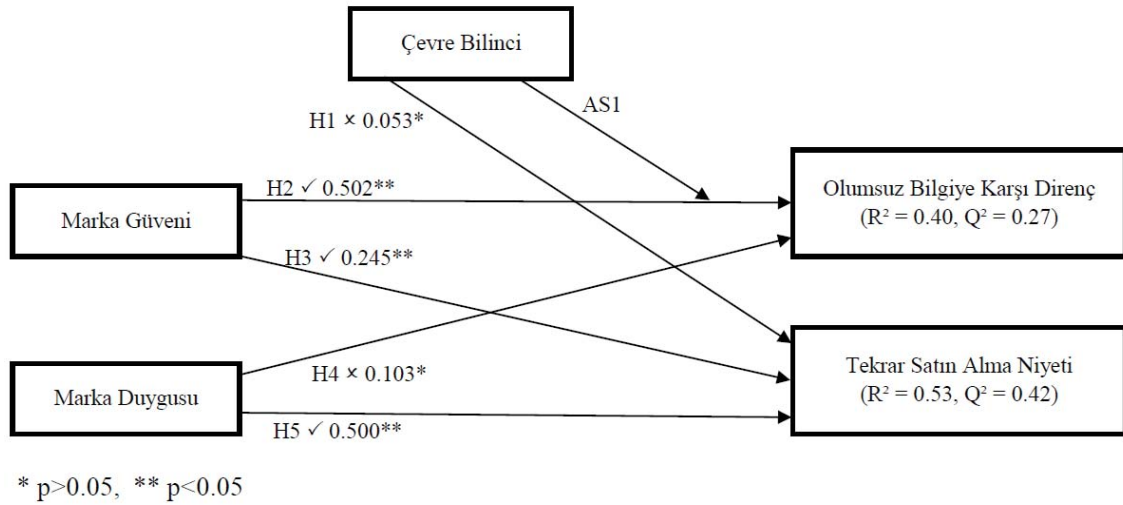 Çevre Bilinci
AS1
H1 × 0.053*
H2 ✓ 0.502**
Olumsuz Bilgiye Karşı Direnç
(R² = 0.40, Q² = 0.27)
Marka Güveni
H3 ✓ 0.245**
Tekrar Satın Alma Niyeti
(R² = 0.53, Q² = 0.42)
H4 × 0.103*
Marka Duygusu
H5 ✓ 0.500**
* p>0.05, ** p<0.05